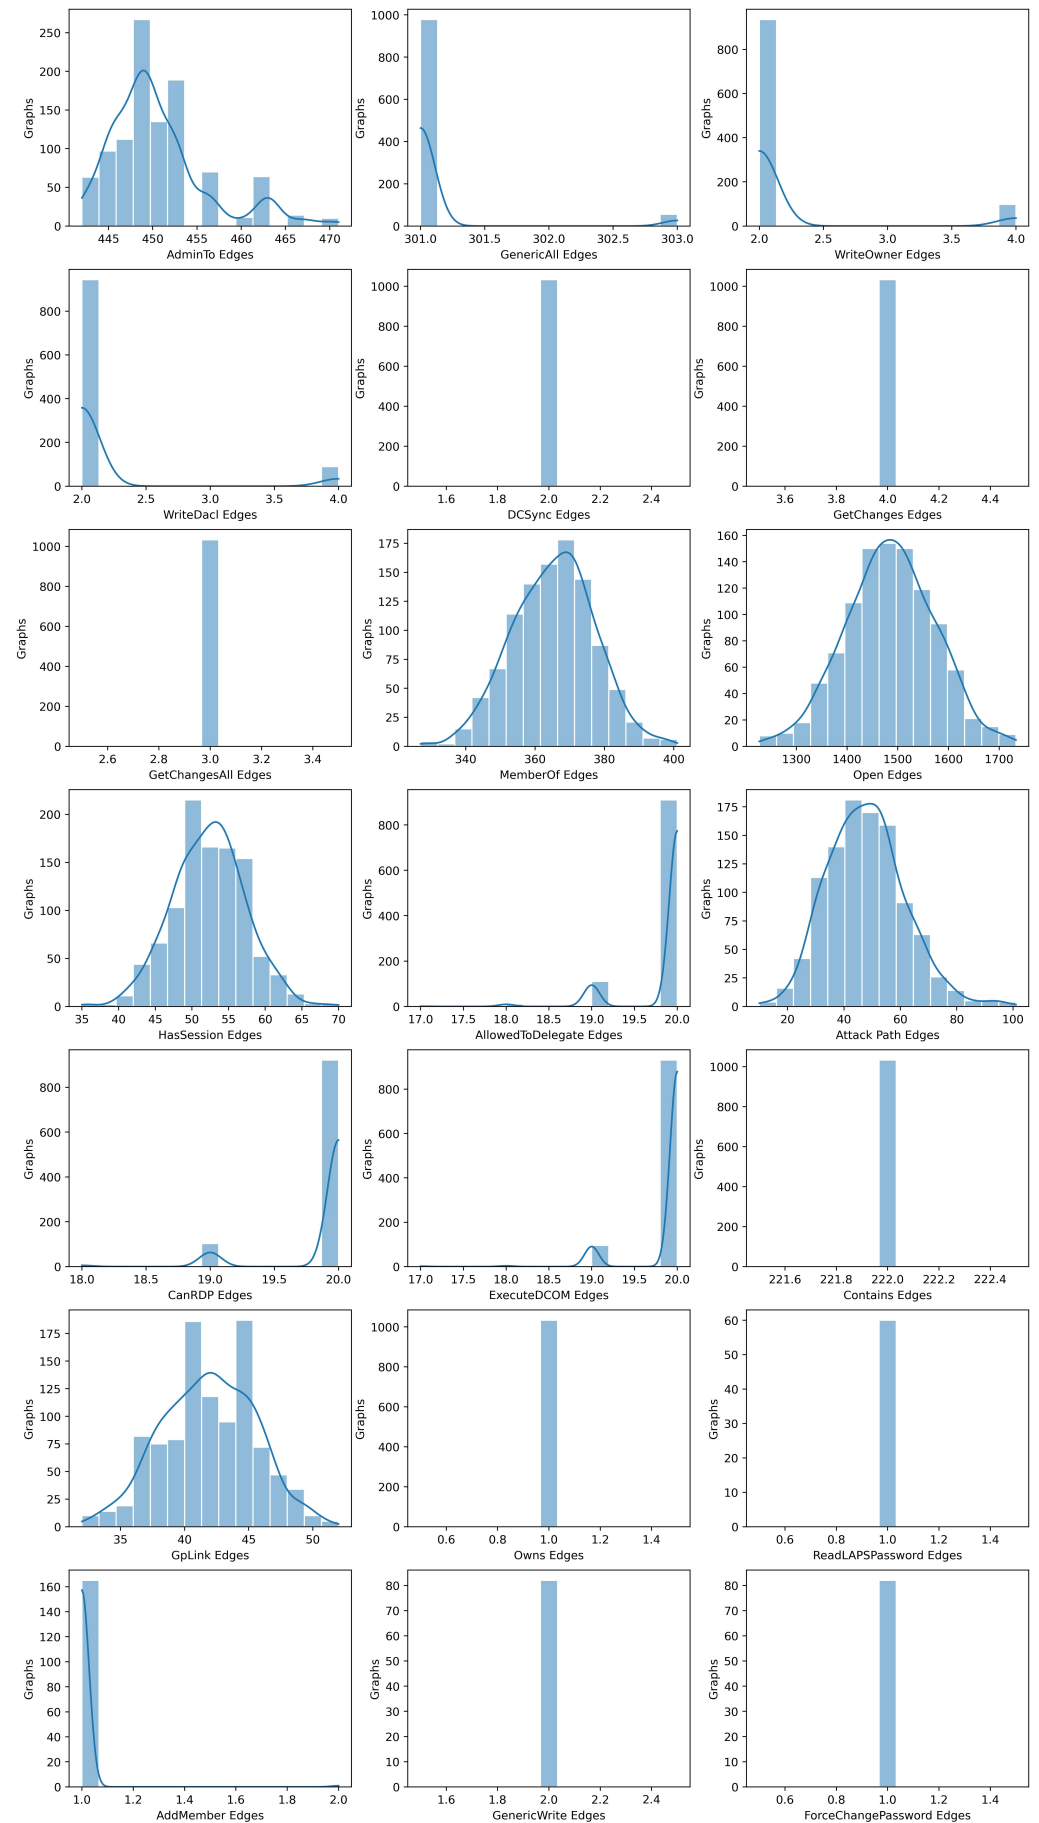 250
200
150
100
50
0
Graphs
445 450 455 460 465 470
AdminTo Edges
1000
800
600
400
200
0
Graphs
301.0 301.5 302.0 302.5 303.0
GenericAll Edges
800
600
400
200
0
Graphs
2.0 2.5 3.0 3.5 4.0
WriteOwner Edges
800
600
400
200
0
Graphs
2.0 2.5 3.0 3.5 4.0
WriteDacl Edges
1000
800
600
400
200
0
Graphs
1.6 1.8 2.0 2.2 2.4
DCSync Edges
1000
800
600
400
200
0
Graphs
3.6 3.8 4.0 4.2 4.4
GetChanges Edges
1000
800
600
400
200
0
Graphs
2.6 2.8 3.0 3.2 3.4
GetChangesAll Edges
175
150
125
100
75
50
25
0
Graphs
340 360 380 400
MemberOf Edges
160
140
120
100
80
60
40
20
0
Graphs
1300 1400 1500 1600 1700
Open Edges
200
150
100
50
0
Graphs
35 40 45 50 55 60 65 70
HasSession Edges
800
600
400
200
0
Graphs
17.0 17.5 18.0 18.5 19.0 19.5 20.0
AllowedToDelegate Edges
175
150
125
100
75
50
25
0
Graphs
20 40 60 80 100
Attack Path Edges
800
600
400
200
0
Graphs
18.0 18.5 19.0 19.5 20.0
CanRDP Edges
800
600
400
200
0
Graphs
17.0 17.5 18.0 18.5 19.0 19.5 20.0
ExecuteDCOM Edges
1000
800
600
400
200
0
Graphs
221.6 221.8 222.0 222.2 222.4
Contains Edges
175
150
125
100
75
50
25
0
Graphs
35 40 45 50
GpLink Edges
1000
800
600
400
200
0
Graphs
0.6 0.8 1.0 1.2 1.4
Owns Edges
60
50
40
30
20
10
0
Graphs
0.6 0.8 1.0 1.2 1.4
ReadLAPSPassword Edges
160
140
120
100
80
60
40
20
0
Graphs
1.0 1.2 1.4 1.6 1.8 2.0
AddMember Edges
80
70
60
50
40
30
20
10
0
Graphs
1.6 1.8 2.0 2.2 2.4
GenericWrite Edges
80
70
60
50
40
30
20
10
0
Graphs
0.6 0.8 1.0 1.2 1.4
ForceChangePassword Edges